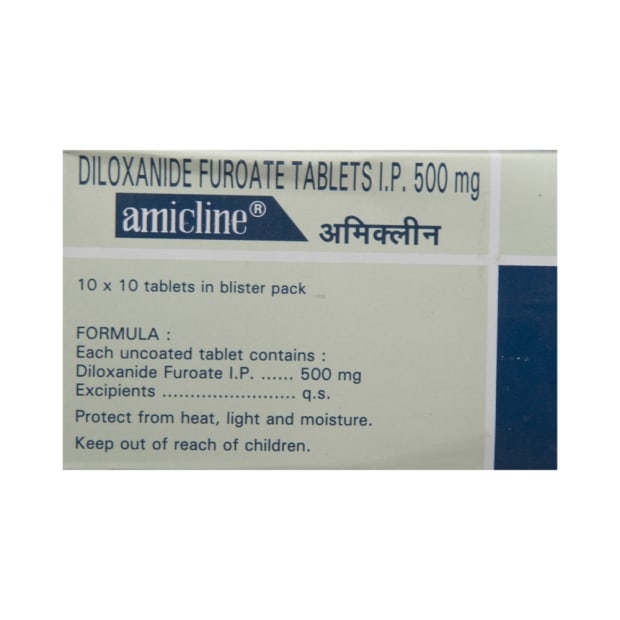 DILOXANIDE FUROATE TABLETS I.P. 500 mg
amicline® अमिक्लीन
10 x 10 tablets in blister pack
FORMULA :
Each uncoated tablet contains :
Diloxanide Furoate I.P. ...... 500 mg
Excipients ........................ q.s.
Protect from heat, light and moisture.
Keep out of reach of children.